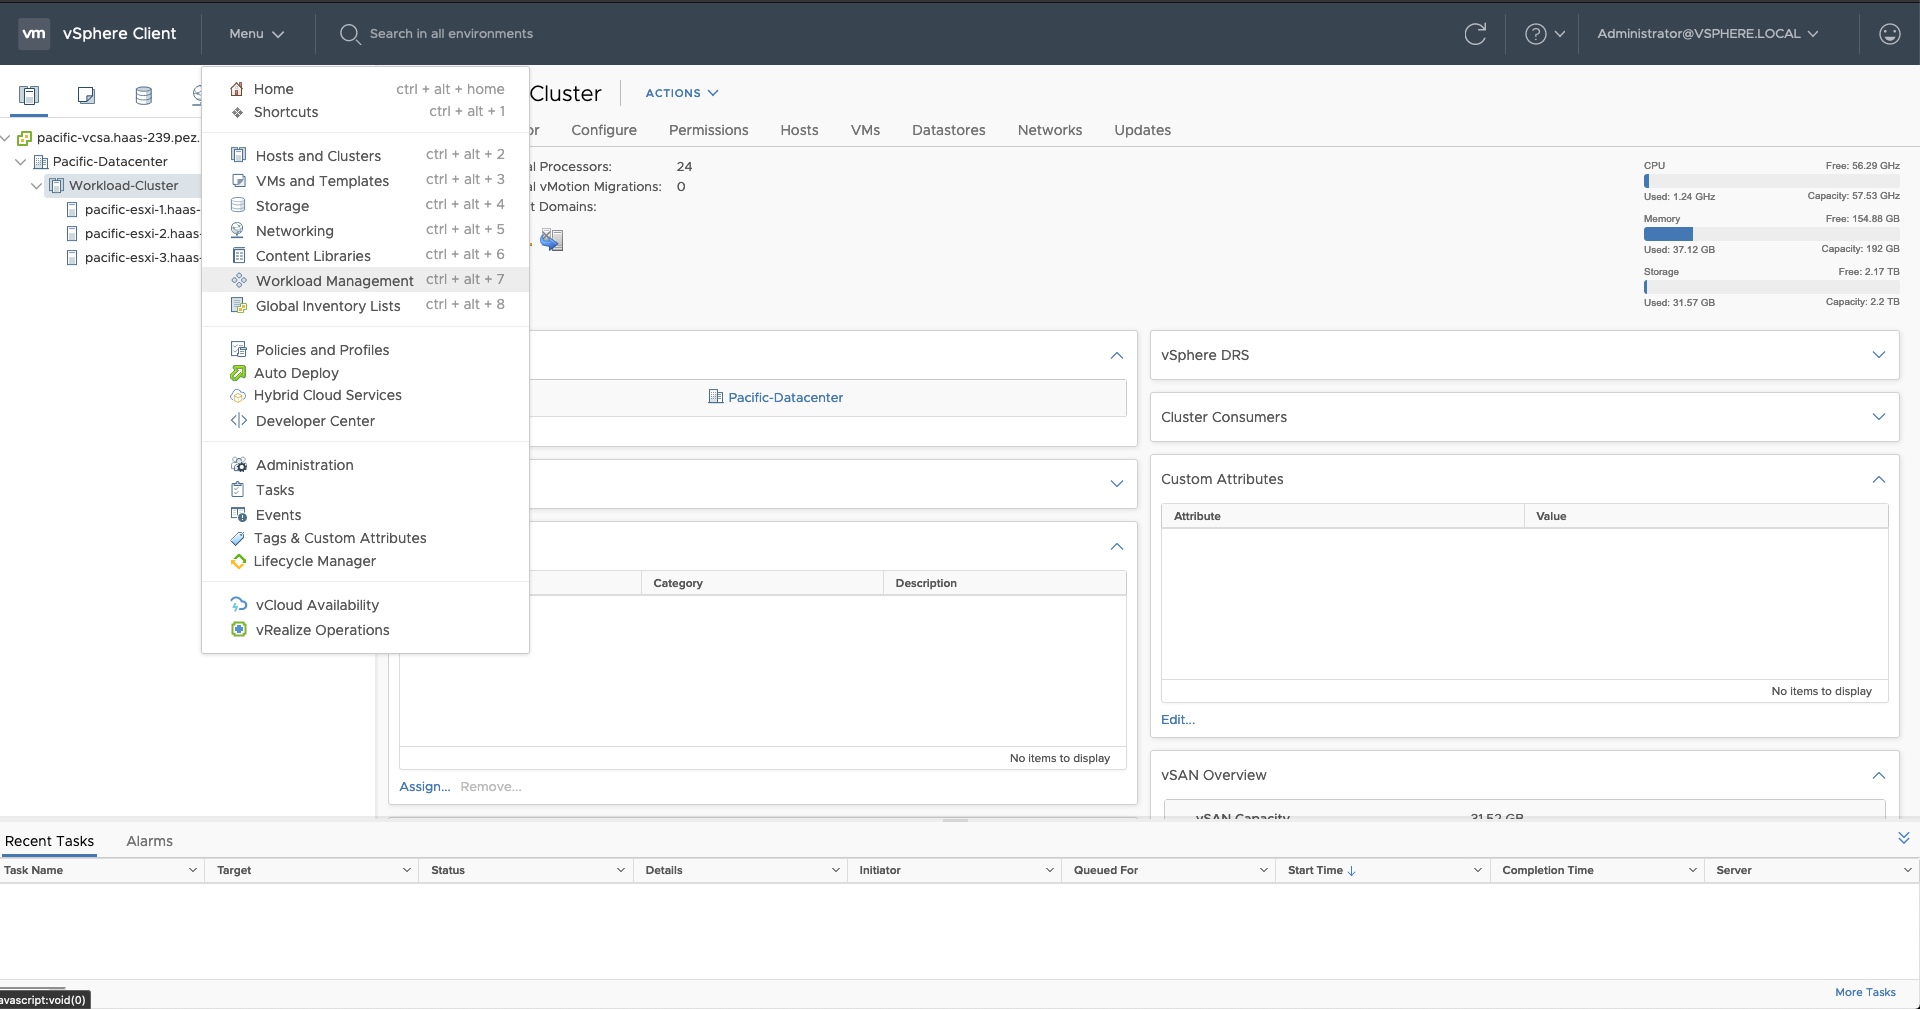 vm vSphere Client Menu Search in all environments Administrator@VSPHERE.LOCAL
Home ctrl + alt + home
Shortcuts ctrl + alt + 1
Hosts and Clusters ctrl + alt + 2
VMs and Templates ctrl + alt + 3
Storage ctrl + alt + 4
Networking ctrl + alt + 5
Content Libraries ctrl + alt + 6
Workload Management ctrl + alt + 7
Global Inventory Lists ctrl + alt + 8
Policies and Profiles
Auto Deploy
Hybrid Cloud Services
Developer Center
Administration
Tasks
Events
Tags & Custom Attributes
Lifecycle Manager
vCloud Availability
vRealize Operations
pacific-vcsa.haas-239.pez.
Pacific-Datacenter
Workload-Cluster
pacific-esxi-1.haas-
pacific-esxi-2.haas-
pacific-esxi-3.haas-
Cluster ACTIONS
or Configure Permissions Hosts VMs Datastores Networks Updates
al Processors: 24
al vMotion Migrations: 0
t Domains:
CPU Free: 56.29 GHz
Used: 1.24 GHz Capacity: 57.53 GHz
Memory Free: 154.88 GB
Used: 37.12 GB Capacity: 192 GB
Storage Free: 2.17 TB
Used: 31.57 GB Capacity: 2.2 TB
Pacific-Datacenter
Category Description
No items to display
Assign... Remove...
vSphere DRS
Cluster Consumers
Custom Attributes
Attribute Value
No items to display
Edit...
vSAN Overview
vSAN Capacity 31.52 GB
Recent Tasks Alarms
Task Name Target Status Details Initiator Queued For Start Time Completion Time Server
More Tasks
avascript:void(0)